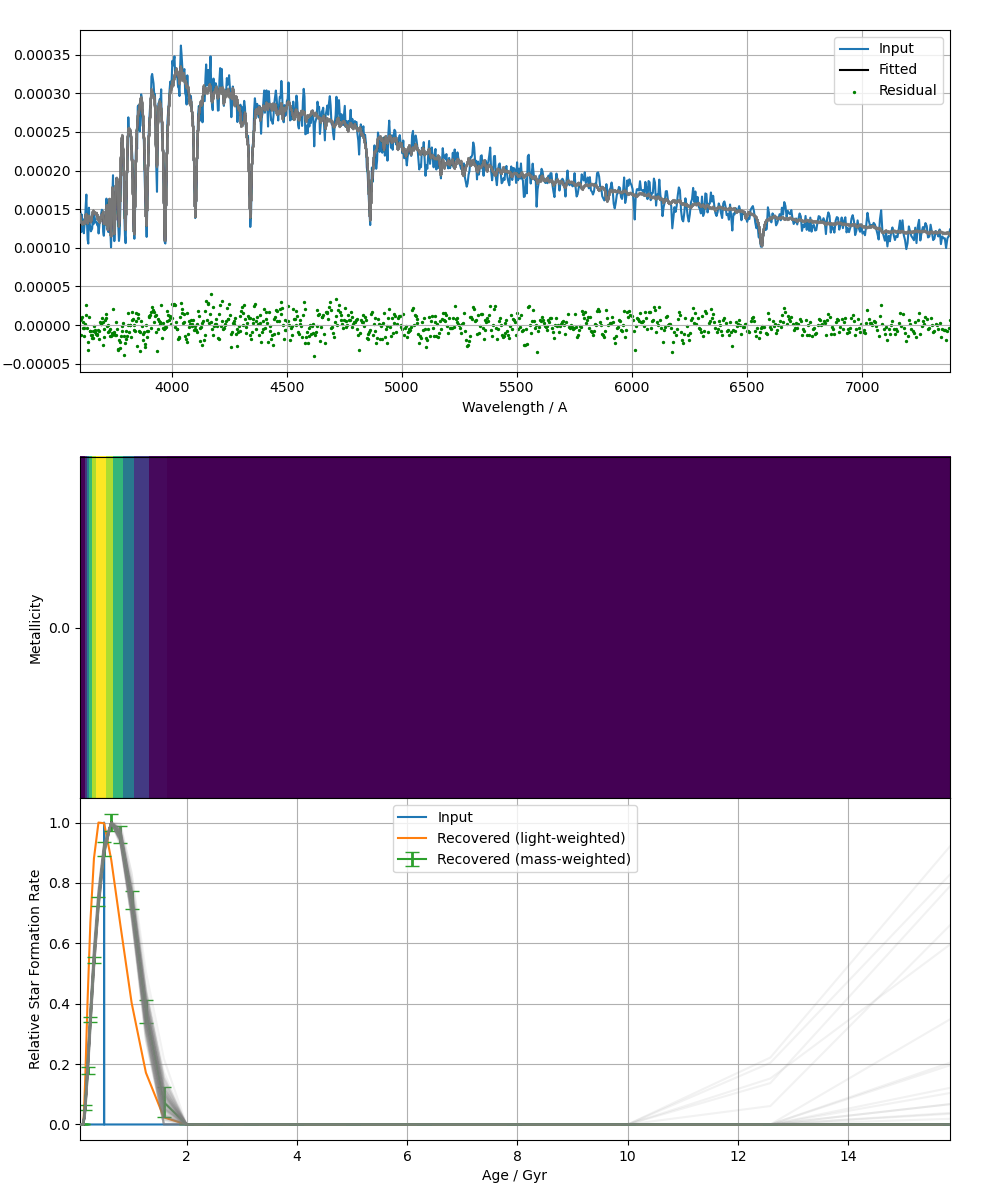 0.00035
0.00030
0.00025
0.00020
0.00015
0.00010
0.00005
0.00000
−0.00005
Input
Fitted
Residual
4000 4500 5000 5500 6000 6500 7000
Wavelength / A
Metallicity
0.0
1.0
0.8
0.6
0.4
0.2
0.0
Relative Star Formation Rate
Input
Recovered (light-weighted)
Recovered (mass-weighted)
2 4 6 8 10 12 14
Age / Gyr